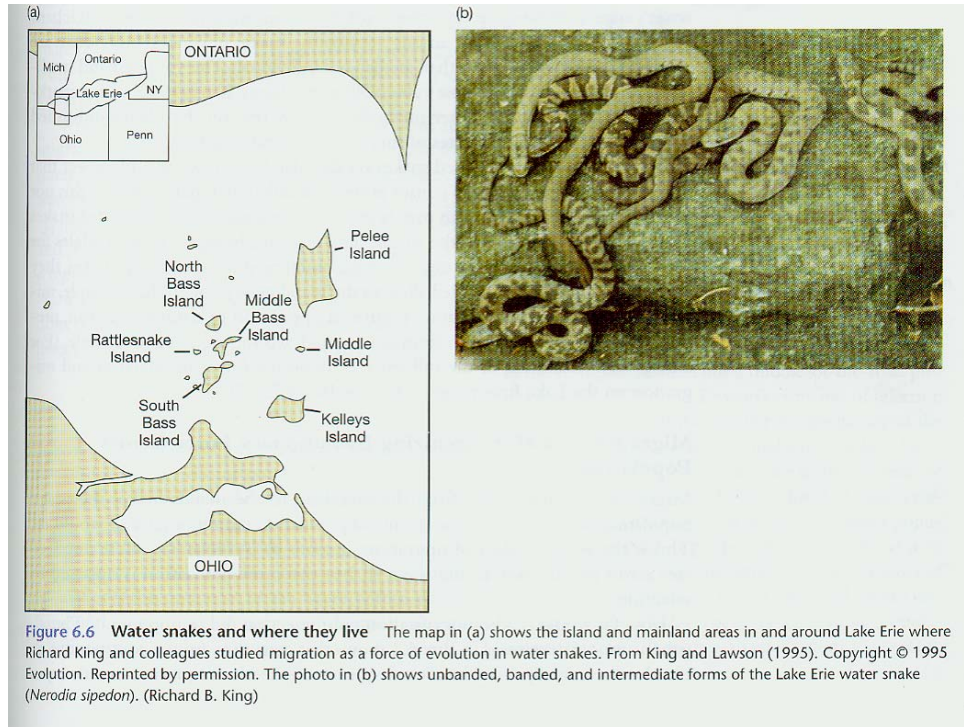 (a)
ONTARIO
Mich
Ontario
Lake Erie
NY
Ohio
Penn
Pelee
Island
North
Bass
Island
Middle
Bass
Island
Rattlesnake
Island
Middle
Island
South
Bass
Island
Kelleys
Island
OHIO
(b)
Figure 6.6 Water snakes and where they live The map in (a) shows the island and mainland areas in and around Lake Erie where
Richard King and colleagues studied migration as a force of evolution in water snakes. From King and Lawson (1995). Copyright © 1995
Evolution. Reprinted by permission. The photo in (b) shows unbanded, banded, and intermediate forms of the Lake Erie water snake
(Nerodia sipedon). (Richard B. King)